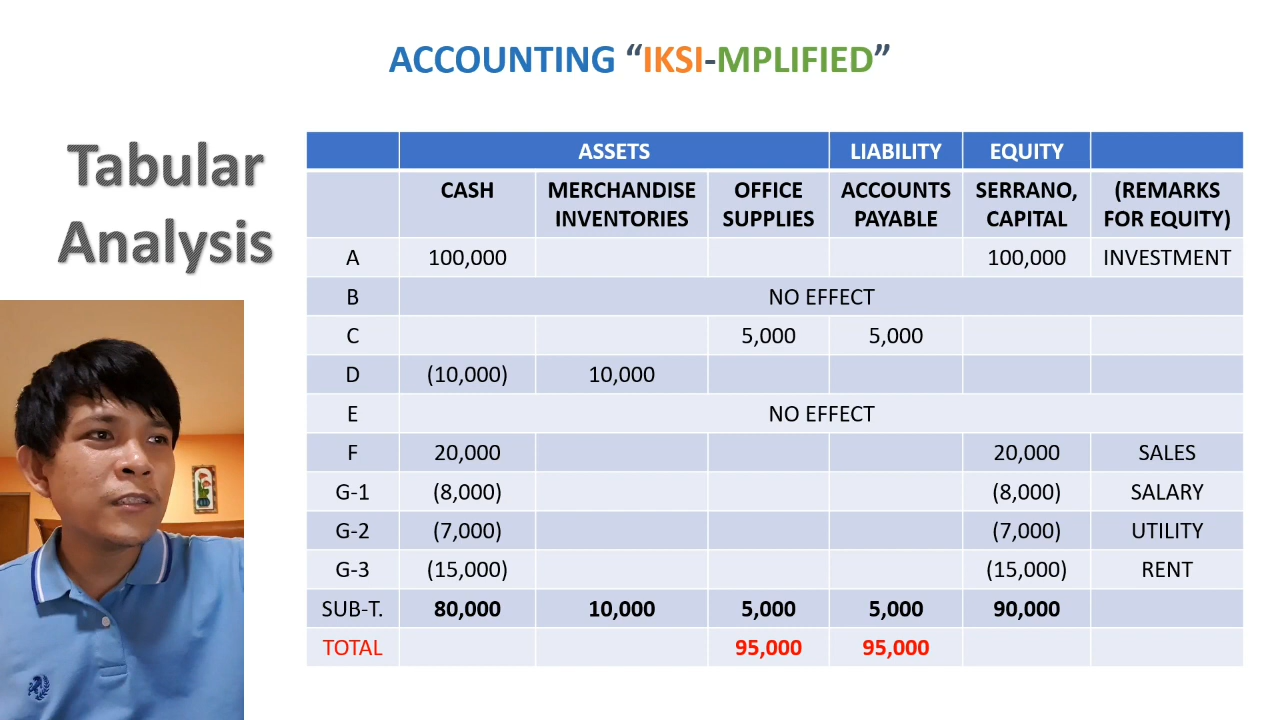 ACCOUNTING “IKSI-MPLIFIED”
Tabular
Analysis
ASSETS LIABILITY EQUITY
CASH MERCHANDISE INVENTORIES OFFICE SUPPLIES ACCOUNTS PAYABLE SERRANO, CAPITAL (REMARKS FOR EQUITY)
A 100,000 100,000 INVESTMENT
B NO EFFECT
C 5,000 5,000
D (10,000) 10,000
E NO EFFECT
F 20,000 20,000 SALES
G-1 (8,000) (8,000) SALARY
G-2 (7,000) (7,000) UTILITY
G-3 (15,000) (15,000) RENT
SUB-T. 80,000 10,000 5,000 5,000 90,000
TOTAL 95,000 95,000